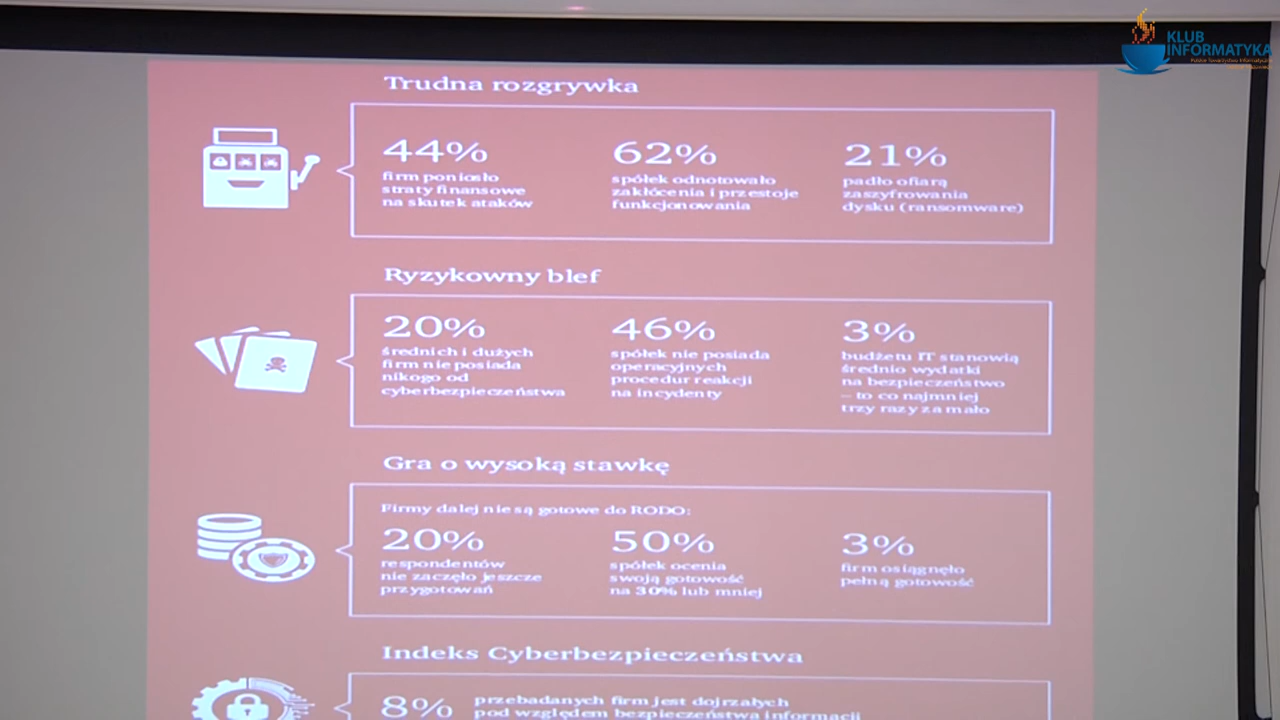 KLUB
INFORMATYKA
Trudna rozgrywka
44%
firm poniosło
straty finansowe
na skutek ataków
62%
spółek odnotowało
zakłócenia i przestoje
funkcjonowania
21%
padło ofiarą
zaszyfrowania
dysku (ransomware)
Ryzykowny blef
20%
średnich i dużych
firm nie posiada
nikogo od
cyberbezpieczeństwa
46%
spółek nie posiada
operacyjnych
procedur reakcji
na incydenty
3%
budżetu IT stanowią
średnio wydatki
na bezpieczeństwo
– to co najmniej
trzy razy za mało
Gra o wysoką stawkę
Firmy dalej nie są gotowe do RODO:
20%
respondentów
nie zaczęło jeszcze
przygotowań
50%
spółek ocenia
swoją gotowość
na 30% lub mniej
3%
firm osiągnęło
pełną gotowość
Indeks Cyberbezpieczeństwa
8%
przebadanych firm jest dojrzałych
pod względem bezpieczeństwa informacji